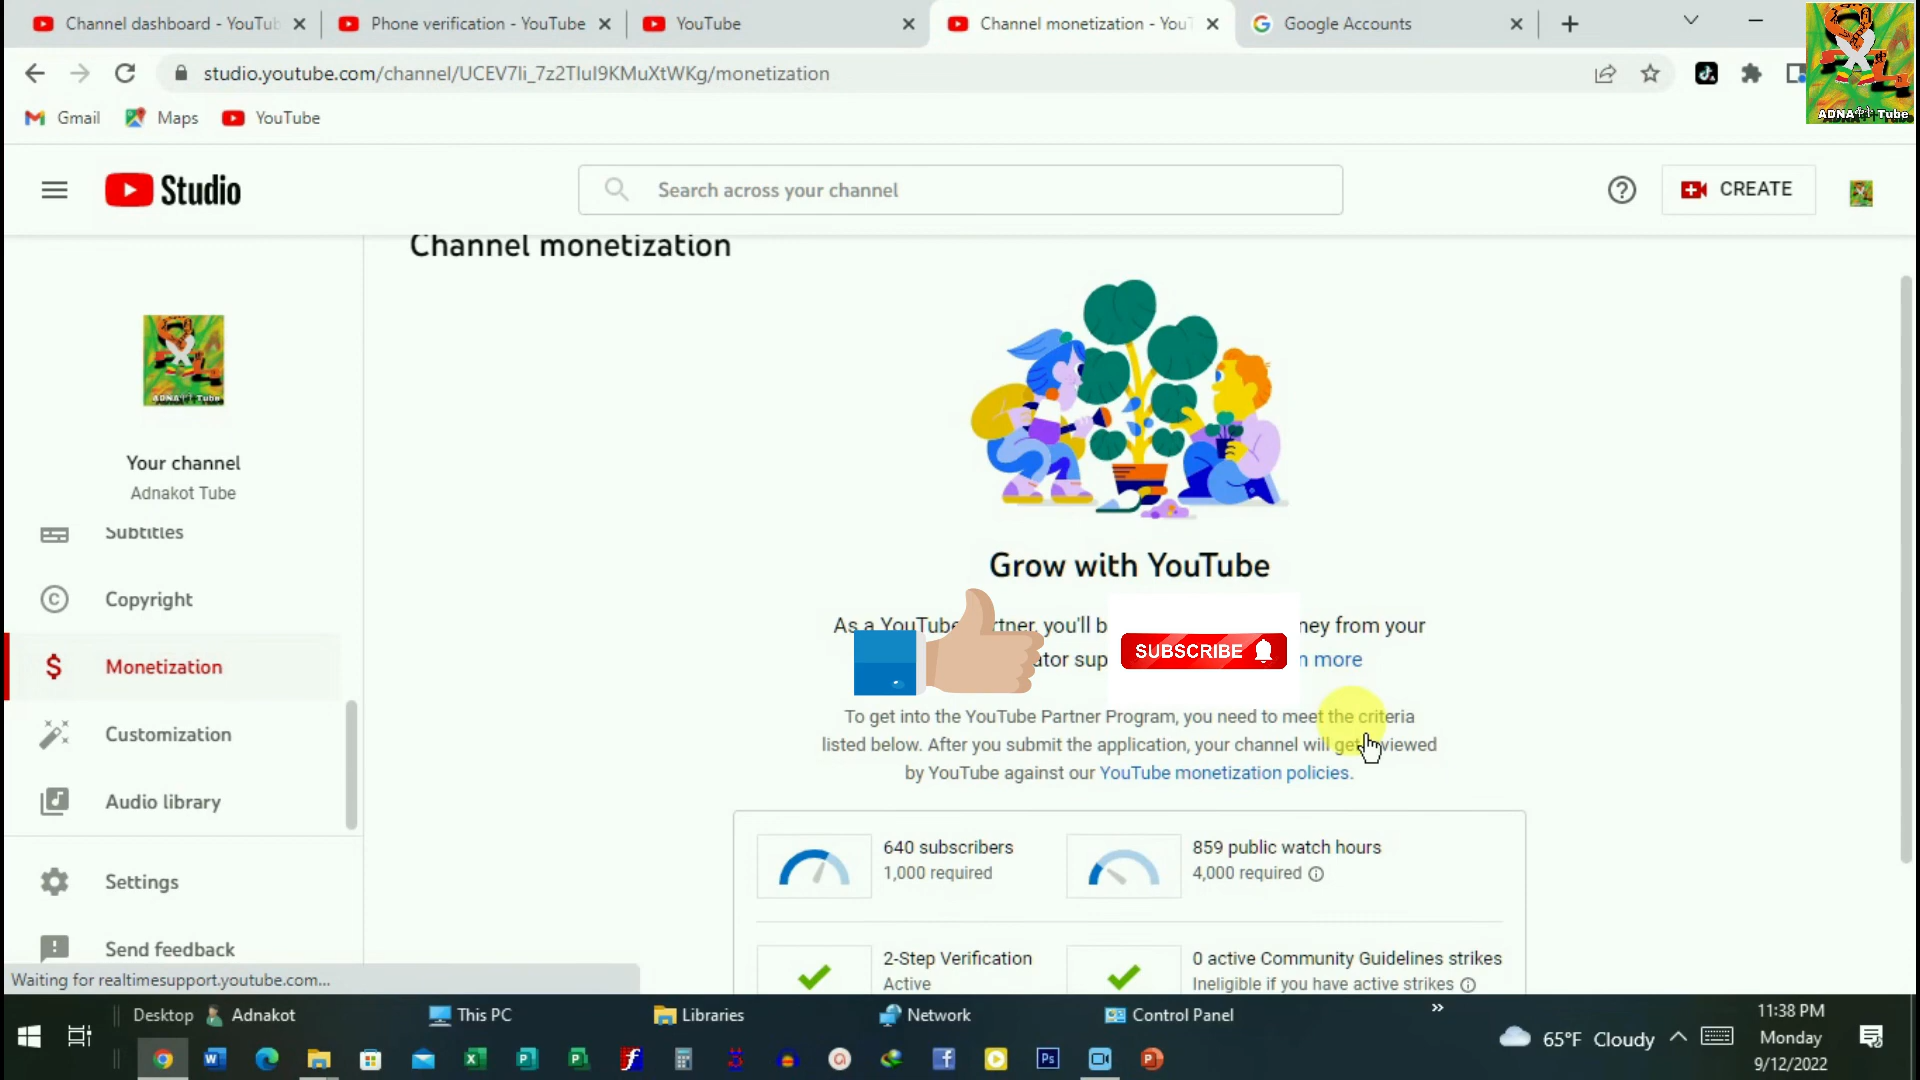 Channel dashboard - YouTub
Phone verification - YouTube
YouTube
Channel monetization - You
Google Accounts
studio.youtube.com/channel/
Gmail
Maps
YouTube
Tube
Studio
Search across your channel
CREATE
Channel monetization
Your channel
Adnakot Tube
Subtitles
Copyright
Monetization
Customization
Audio library
Settings
Send feedback
Grow with YouTube
As a YouTube rtner, you'll b ney from your
ator sup n more
SUBSCRIBE
To get into the YouTube Partner Program, you need to meet the criteria
listed below. After you submit the application, your channel will get viewed
by YouTube against our YouTube monetization policies.
640 subscribers
1,000 required
859 public watch hours
4,000 required
2-Step Verification
Active
0 active Community Guidelines strikes
Ineligible if you have active strikes
Waiting for realtimesupport.youtube.com...
Desktop
Adnakot
This PC
Libraries
Network
Control Panel
65°F Cloudy
11:38 PM
Monday
9/12/2022